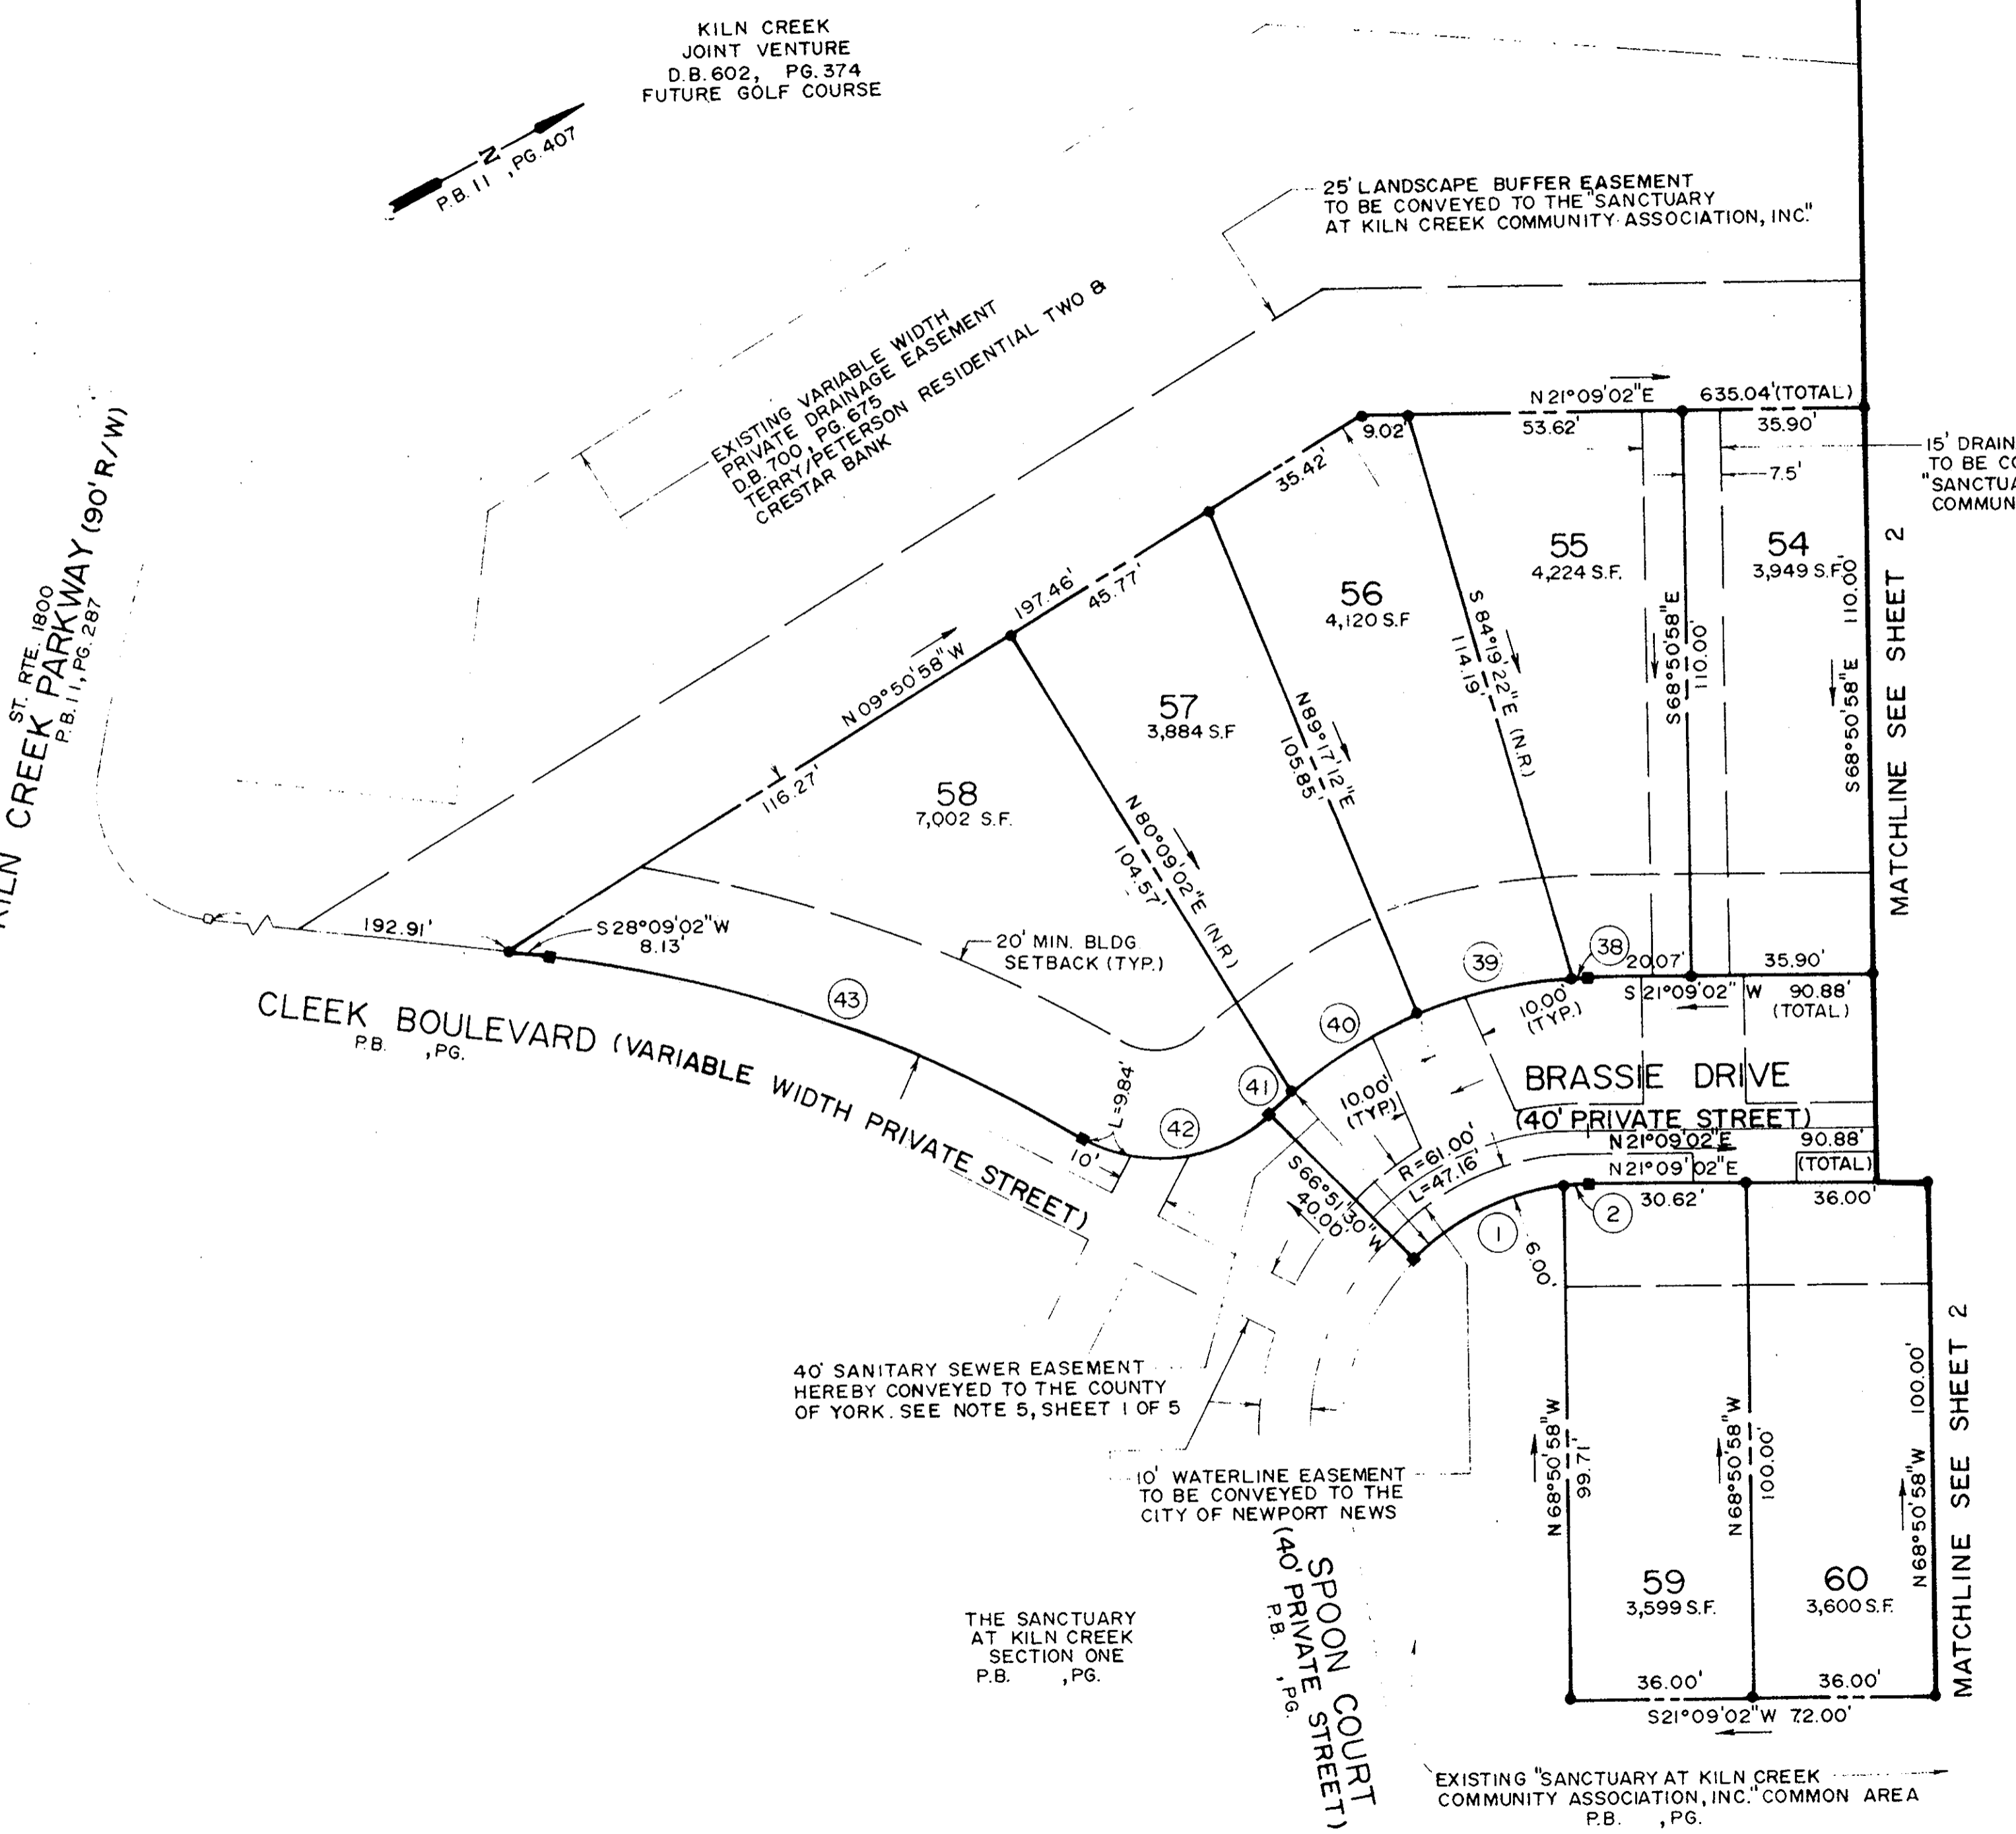 KILN CREEK
JOINT VENTURE
D.B. 602, PG. 374
FUTURE GOLF COURSE
N
P.B. 11 , PG. 407
25' LANDSCAPE BUFFER EASEMENT
TO BE CONVEYED TO THE "SANCTUARY
AT KILN CREEK COMMUNITY ASSOCIATION, INC."
EXISTING VARIABLE WIDTH
PRIVATE DRAINAGE EASEMENT
D.B. 700, PG. 675
TERRY/PETERSON RESIDENTIAL TWO &
CRESTAR BANK
ST. RTE. 1800
KILN CREEK PARKWAY (90' R/W)
P.B. 11, PG. 287
N 21°09'02"E 635.04' (TOTAL)
9.02'
53.62'
35.90'
15' DRAIN
TO BE CO
"SANCTUA
COMMUN
7.5'
35.42'
197.46'
45.77'
N 09°50'58" W
116.27'
58
7,002 S.F.
57
3,884 S.F
56
4,120 S.F
55
4,224 S.F.
54
3,949 S.F.
N 80°09'02"E (N.R)
104.57'
N89°17'12"E
105.85'
S 84°19'22"E (N.R.)
114.19'
S68°50'58"E
110.00'
S68°50'58"E 110.00'
MATCHLINE SEE SHEET 2
192.91'
S28°09'02"W
8.13'
20' MIN. BLDG.
SETBACK (TYP.)
43
42
41
40
39
38
20.07'
35.90'
S 21°09'02" W 90.88'
(TOTAL)
10.00'
(TYP.)
CLEEK BOULEVARD (VARIABLE WIDTH PRIVATE STREET)
P.B. , PG.
L=9.84'
10'
10.00'
(TYP.)
BRASSIE DRIVE
(40' PRIVATE STREET)
N21°09'02"E 90.88'
(TOTAL)
N21°09'02"E
30.62'
36.00'
R=61.00'
L=47.16'
S66°51'30"W
40.00'
1
2
6.00'
40' SANITARY SEWER EASEMENT
HEREBY CONVEYED TO THE COUNTY
OF YORK. SEE NOTE 5, SHEET 1 OF 5
10' WATERLINE EASEMENT
TO BE CONVEYED TO THE
CITY OF NEWPORT NEWS
SPOON COURT
(40' PRIVATE STREET)
P.B. , PG.
THE SANCTUARY
AT KILN CREEK
SECTION ONE
P.B. , PG.
N68°50'58"W
99.71'
N68°50'58"W
100.00'
N68°50'58"W 100.00'
MATCHLINE SEE SHEET 2
59
3,599 S.F.
60
3,600 S.F.
36.00'
36.00'
S21°09'02"W 72.00'
EXISTING "SANCTUARY AT KILN CREEK
COMMUNITY ASSOCIATION, INC." COMMON AREA
P.B. , PG.